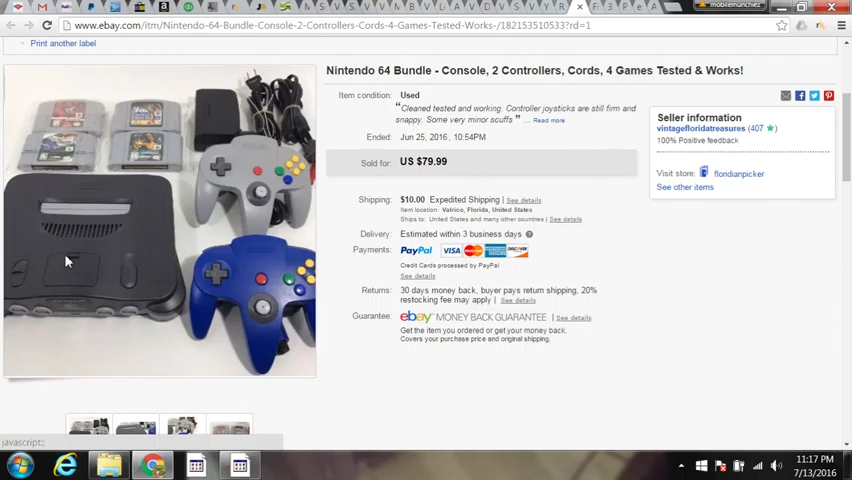 mobilemunchiez
www.ebay.com/itm/Nintendo-64-Bundle-Console-2-Controllers-Cords-4-Games-Tested-Works-/182153510533?rd=1
Print another label
Nintendo 64 Bundle - Console, 2 Controllers, Cords, 4 Games Tested & Works!
Item condition: Used
“Cleaned tested and working. Controller joysticks are still firm and
snappy. Some very minor scuffs ” ... Read more
Ended: Jun 25, 2016, 10:54PM
Sold for: US $79.99
Shipping: $10.00 Expedited Shipping | See details
Item location: Valrico, Florida, United States
Ships to: United States and many other countries | See details
Delivery: Estimated within 3 business days
Payments: PayPal VISA MasterCard AMERICAN EXPRESS DISCOVER
Credit Cards processed by PayPal
See details
Returns: 30 days money back, buyer pays return shipping, 20%
restocking fee may apply | See details
Guarantee: ebay MONEY BACK GUARANTEE | See details
Get the item you ordered or get your money back.
Covers your purchase price and original shipping.
Seller information
vintagefloridatreasures (407 )
100% Positive feedback
Visit store: floridianpicker
See other items
javascript:;
11:17 PM
7/13/2016